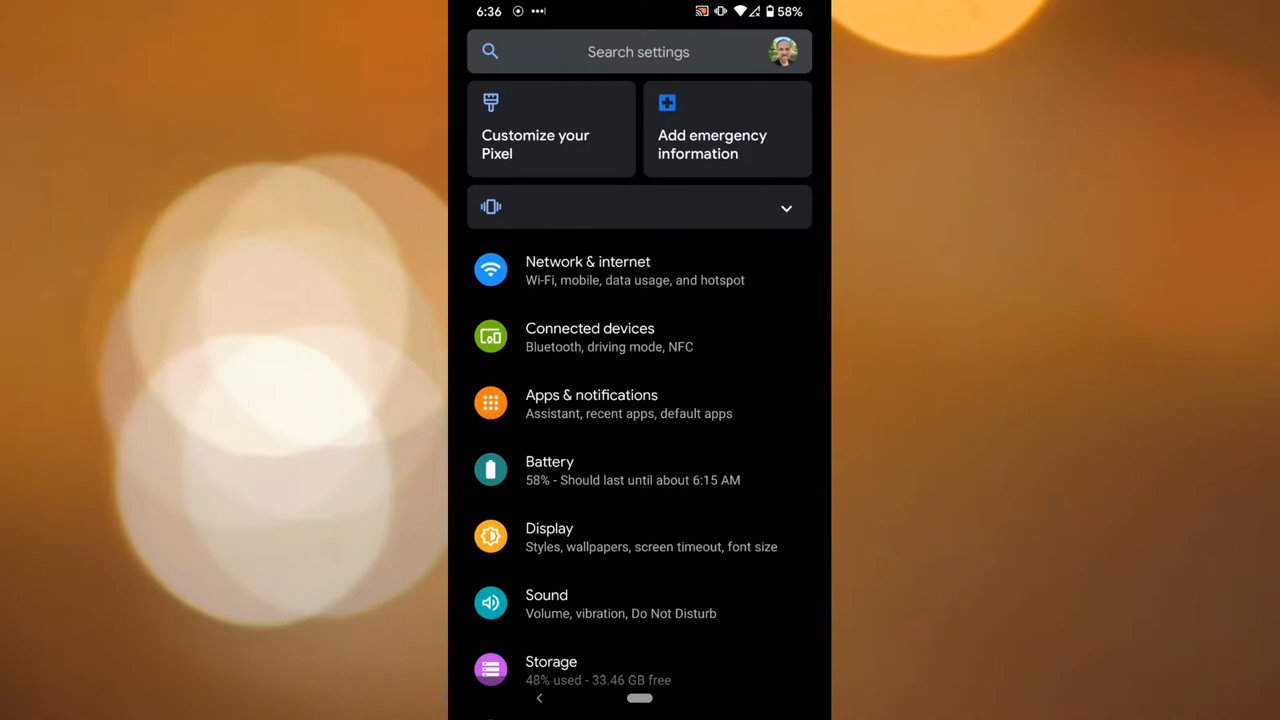 6:36 58%
Search settings
Customize your
Pixel
Add emergency
information
Network & internet
Wi-Fi, mobile, data usage, and hotspot
Connected devices
Bluetooth, driving mode, NFC
Apps & notifications
Assistant, recent apps, default apps
Battery
58% - Should last until about 6:15 AM
Display
Styles, wallpapers, screen timeout, font size
Sound
Volume, vibration, Do Not Disturb
Storage
48% used - 33.46 GB free